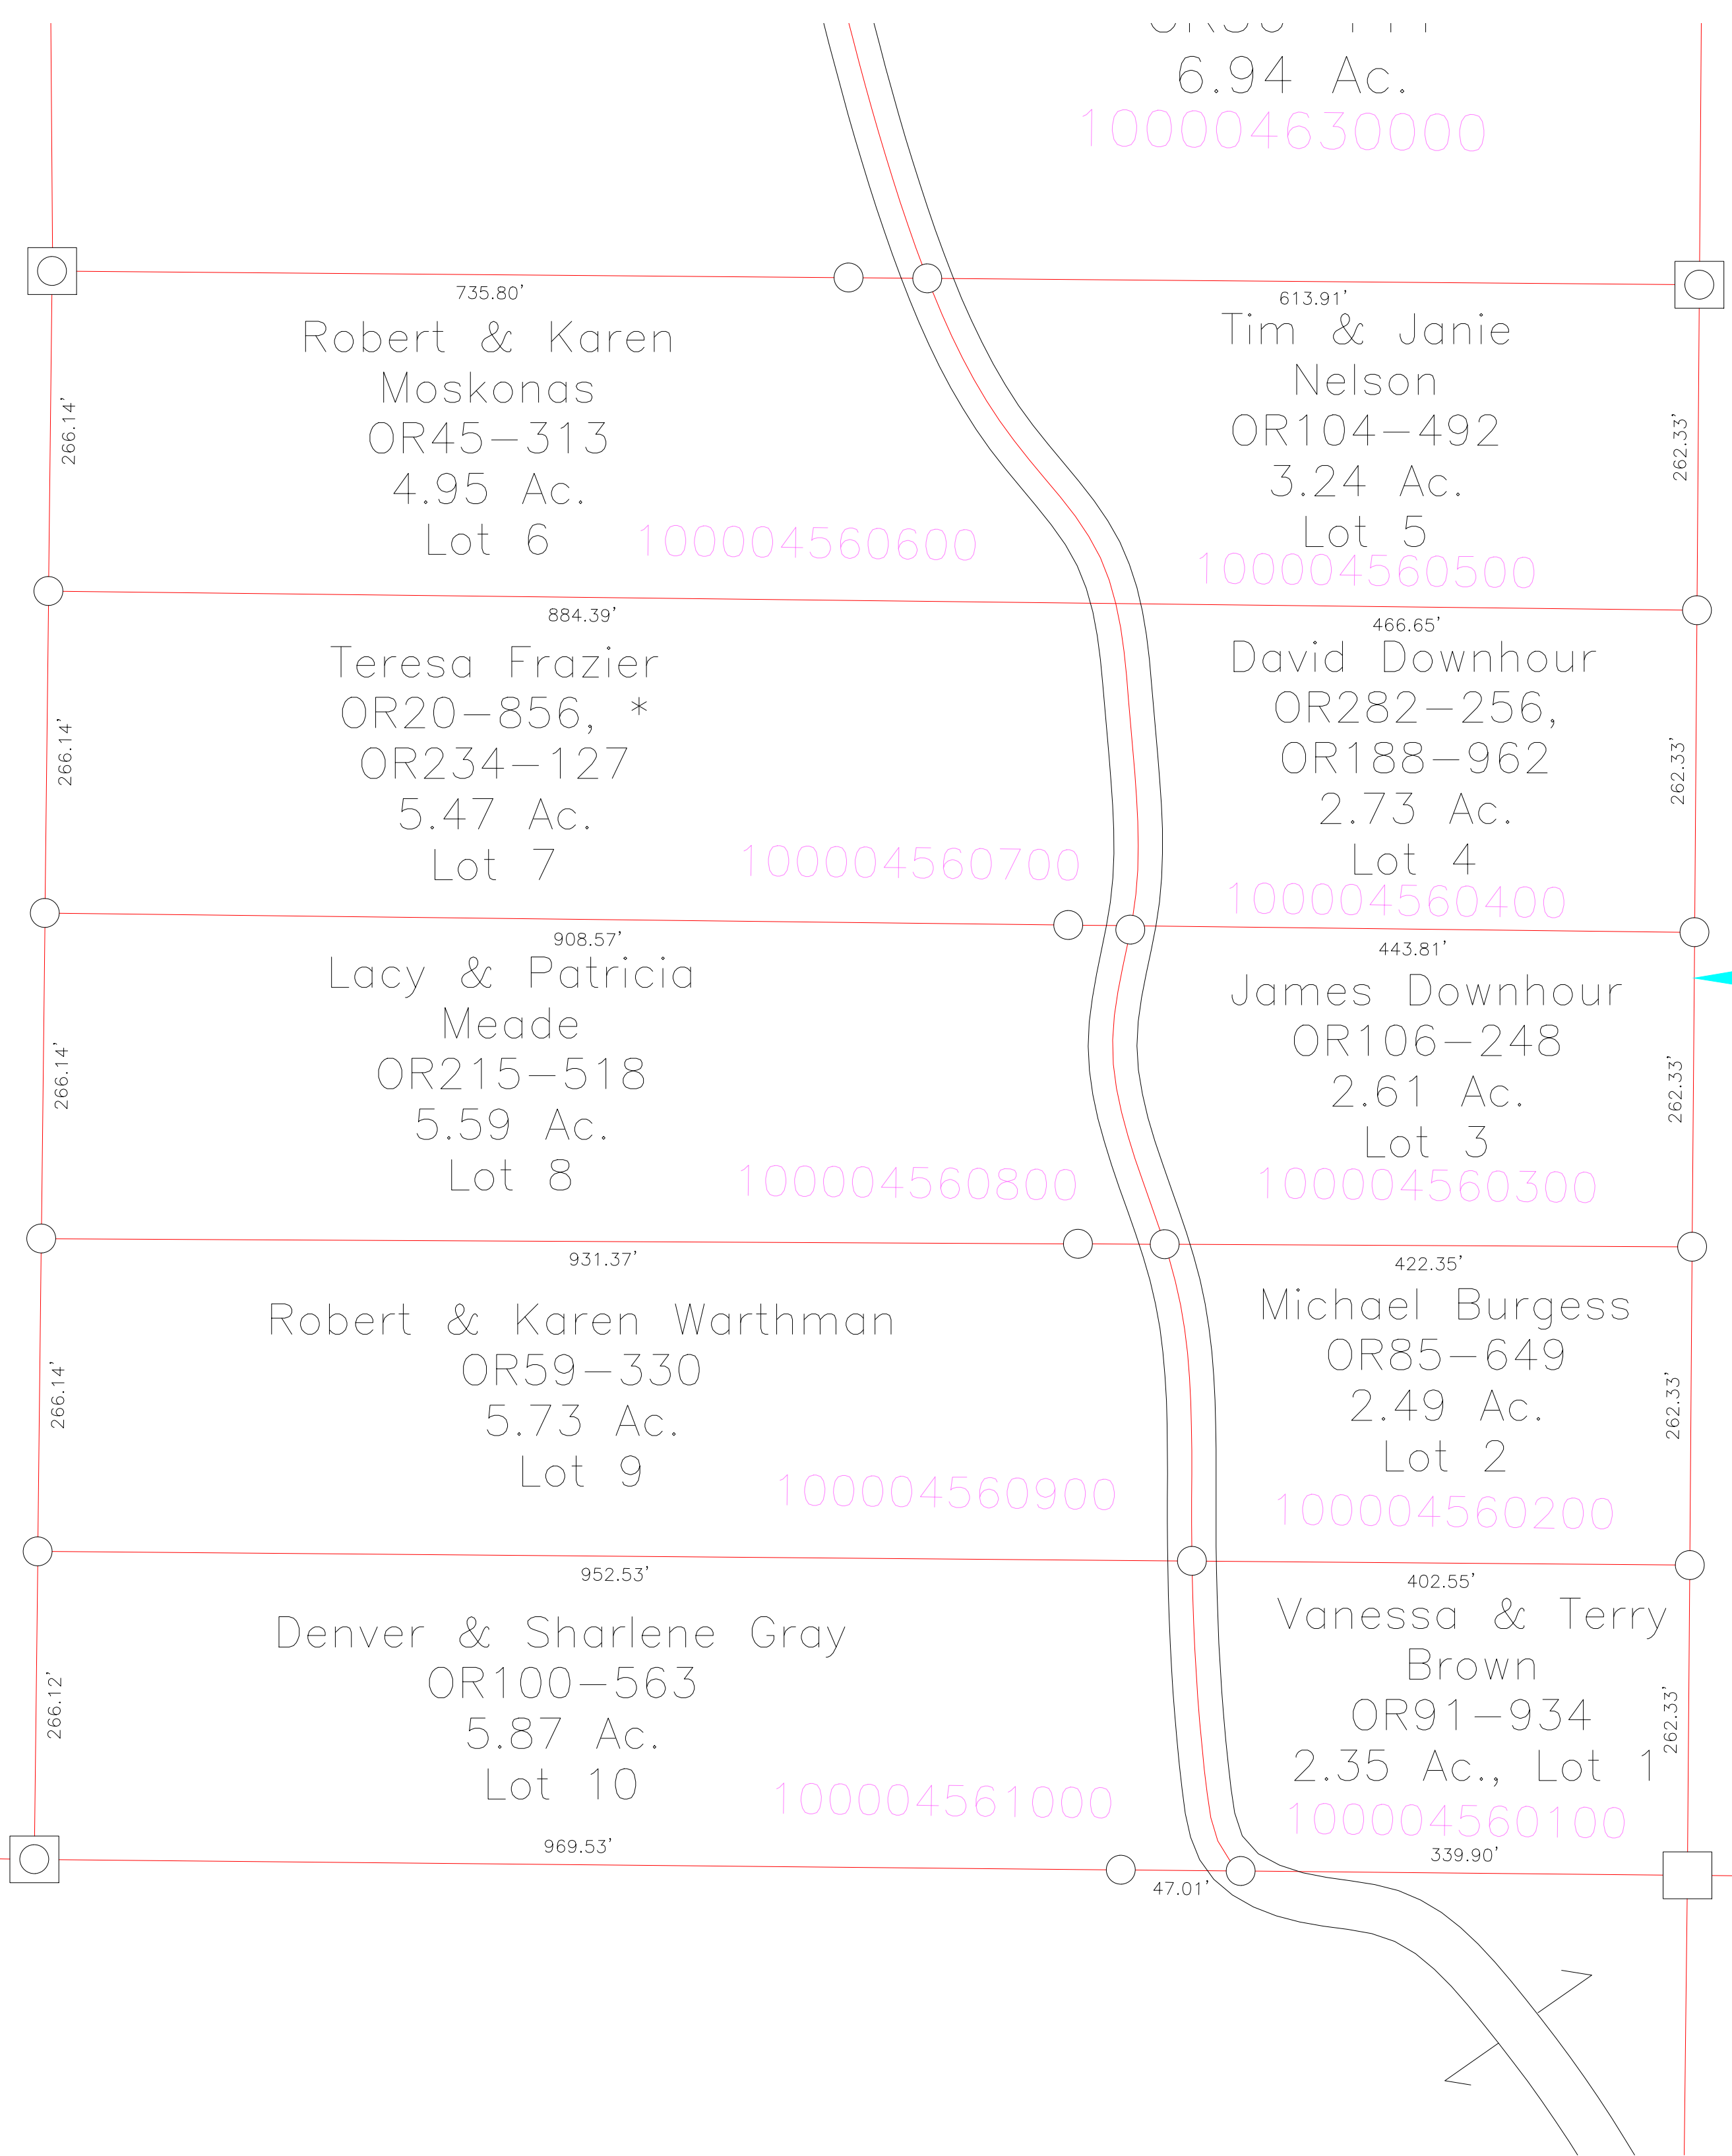 6.94 Ac.
100004630000
735.80'
613.91'
Robert & Karen
Moskonas
OR45-313
4.95 Ac.
Lot 6
100004560600
266.14'
Tim & Janie
Nelson
OR104-492
3.24 Ac.
Lot 5
100004560500
262.33'
884.39'
466.65'
Teresa Frazier
OR20-856, *
OR234-127
5.47 Ac.
Lot 7
100004560700
266.14'
David Downhour
OR282-256,
OR188-962
2.73 Ac.
Lot 4
100004560400
262.33'
908.57'
443.81'
Lacy & Patricia
Meade
OR215-518
5.59 Ac.
Lot 8
100004560800
266.14'
James Downhour
OR106-248
2.61 Ac.
Lot 3
100004560300
262.33'
931.37'
422.35'
Robert & Karen Warthman
OR59-330
5.73 Ac.
Lot 9
100004560900
266.14'
Michael Burgess
OR85-649
2.49 Ac.
Lot 2
100004560200
262.33'
952.53'
402.55'
Denver & Sharlene Gray
OR100-563
5.87 Ac.
Lot 10
100004561000
266.12'
Vanessa & Terry
Brown
OR91-934
2.35 Ac., Lot 1
100004560100
262.33'
969.53'
47.01'
339.90'